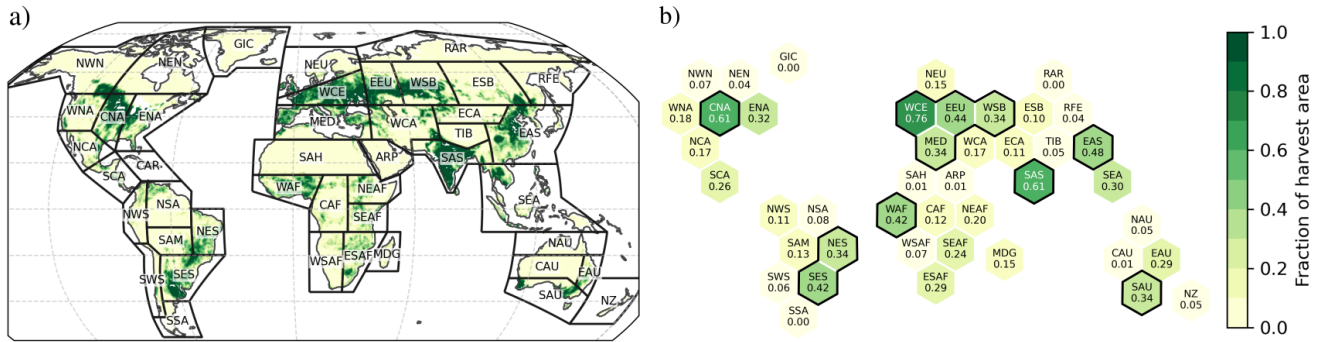 a)
GIC
NWN
NEN
RAR
NEU
RFE
WCE
EEU
WSB
ESB
WNA
CNA
ENA
MED
WCA
ECA
TIB
EAS
NCA
CAR
SCA
SAH
ARP
SAS
WAF
NEAF
CAF
SEAF
SEA
NWS
NSA
SAM
NES
WSAF
ESAF
MDG
NAU
CAU
EAU
SWS
SES
SAU
NZ
SSA
b)
GIC
0.00
NWN
0.07
NEN
0.04
WNA
0.18
CNA
0.61
ENA
0.32
NCA
0.17
SCA
0.26
NEU
0.15
RAR
0.00
WCE
0.76
EEU
0.44
WSB
0.34
ESB
0.10
RFE
0.04
MED
0.34
WCA
0.17
ECA
0.11
TIB
0.05
EAS
0.48
SAH
0.01
ARP
0.01
SAS
0.61
SEA
0.30
NWS
0.11
NSA
0.08
WAF
0.42
CAF
0.12
NEAF
0.20
SAM
0.13
NES
0.34
WSAF
0.07
SEAF
0.24
MDG
0.15
SWS
0.06
SES
0.42
ESAF
0.29
SSA
0.00
NAU
0.05
CAU
0.01
EAU
0.29
SAU
0.34
NZ
0.05
1.0
0.8
0.6
0.4
0.2
0.0
Fraction of harvest area